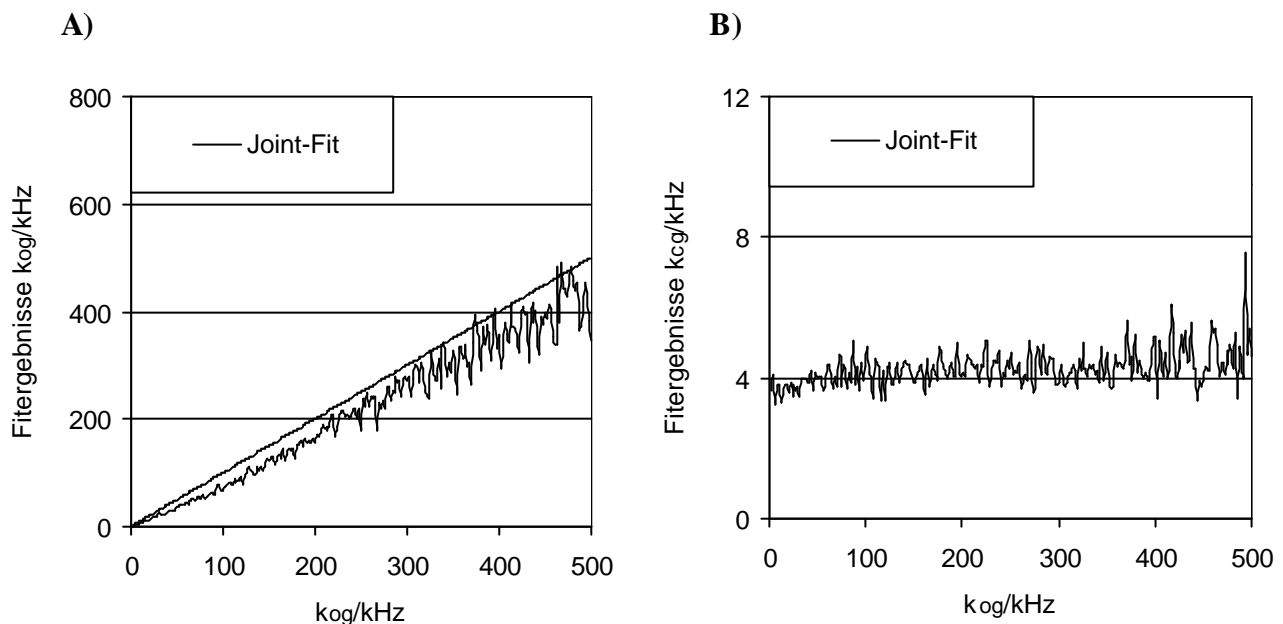 A)
800
600
400
200
0
Fitergebnisse kog/kHz
Joint-Fit
0 100 200 300 400 500
kog/kHz
B)
12
8
4
0
Fitergebnisse kcg/kHz
Joint-Fit
0 100 200 300 400 500
kog/kHz